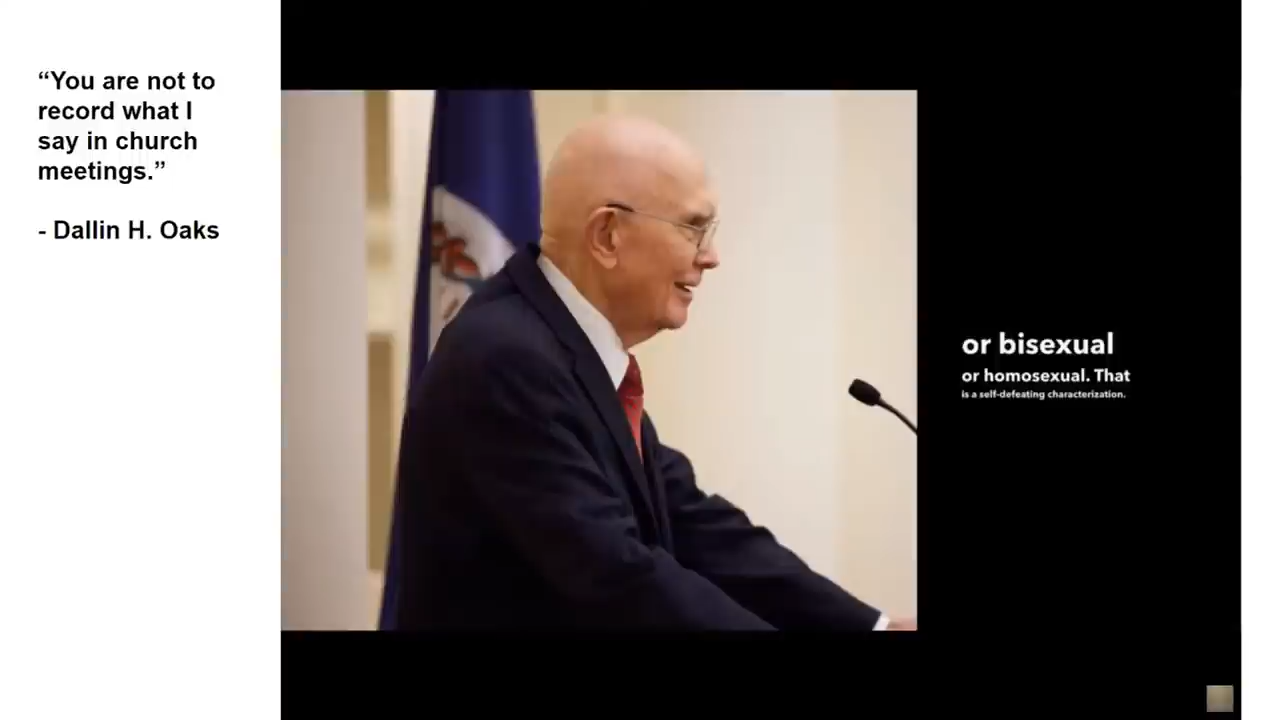 “You are not to
record what I
say in church
meetings.”
- Dallin H. Oaks
or bisexual
or homosexual. That
is a self-defeating characterization.